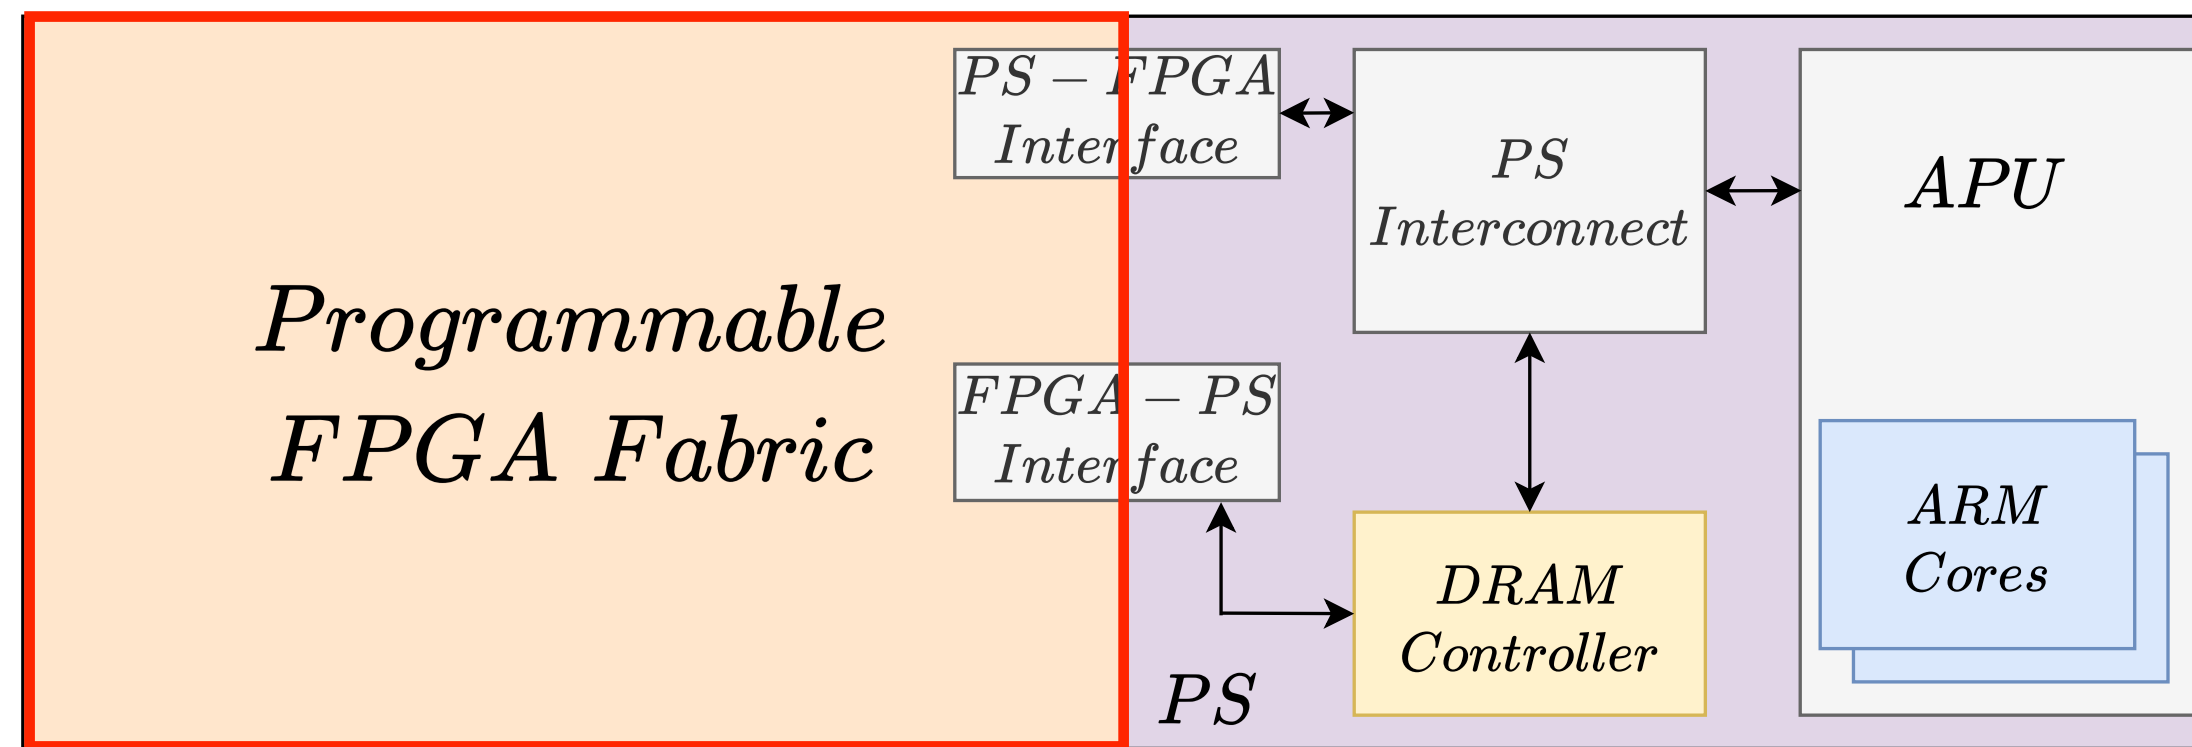 PS – FPGA
Interface
PS
Interconnect
APU
Programmable
FPGA Fabric
FPGA – PS
Interface
ARM
Cores
DRAM
Controller
PS